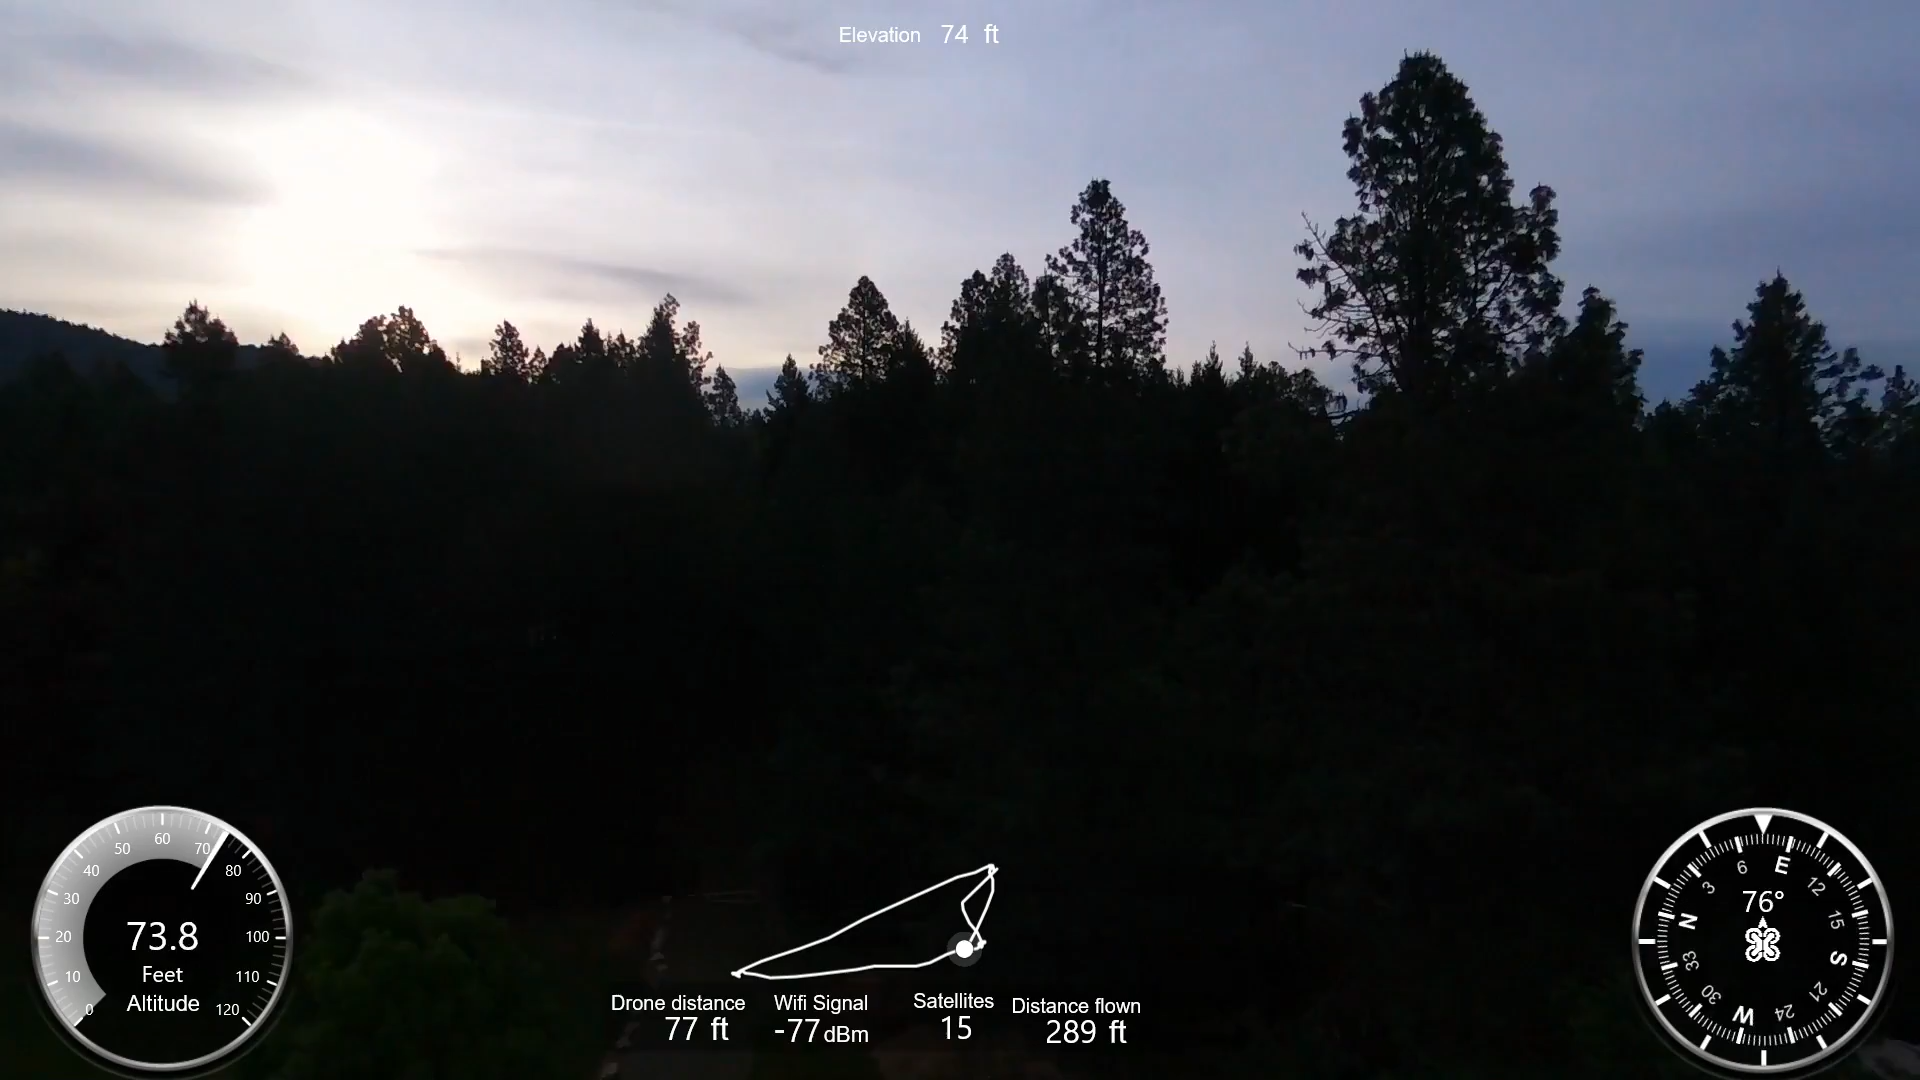 Elevation 74 ft
0 10 20 30 40 50 60 70 80 90 100 110 120
73.8
Feet
Altitude
Drone distance
77 ft
Wifi Signal
-77 dBm
Satellites
15
Distance flown
289 ft
N 3 6 E 12 15 S 21 24 W 30 33
76°